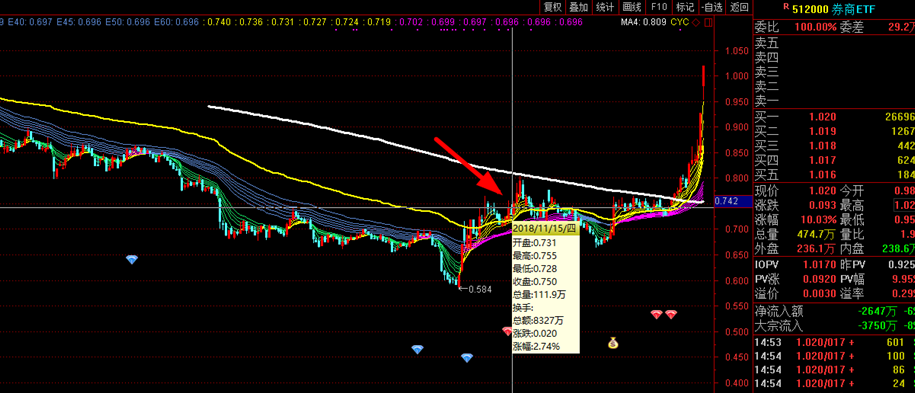 复权 叠加 统计 画线 F10 标记 -自选 返回
R 512000 券商ETF
9 E40: 0.695 E45: 0.696 E50: 0.696 E60: 0.696 :0.740 :0.736 :0.731 :0.727 :0.724 :0.719 :0.702 :0.699 :0.697 :0.696 :0.696 :0.696 MA4: 0.809 CYC
委比 100.00% 委差 29.2万
卖五
卖四
卖三
卖二
卖一
买一 1.020 26696
买二 1.019 1267
买三 1.018 442
买四 1.017 624
买五 1.016 184
现价 1.020 今开 0.98
涨跌 0.093 最高 1.02
涨幅 10.03% 最低 0.95
总量 474.7万 量比 1.9
外盘 236.1万 内盘 238.6万
IOPV 1.0170 昨PV 0.925
PV涨 0.0920 PV幅 9.95
溢价 0.0030 溢率 0.29
净流入额 -2647万
大宗流入 -3750万
14:53 1.020/017 + 601
14:54 1.020/017 + 100
14:54 1.020/017 + 86
14:54 1.020/017 + 24
1.050
1.000
0.950
0.900
0.850
0.800
0.742
0.700
0.650
0.600
0.550
0.500
0.450
0.400
0.584
2018/11/15/四
开盘:0.731
最高:0.755
最低:0.728
收盘:0.750
总量:111.9万
换手:
总额:8327万
涨跌:0.020
涨幅:2.74%